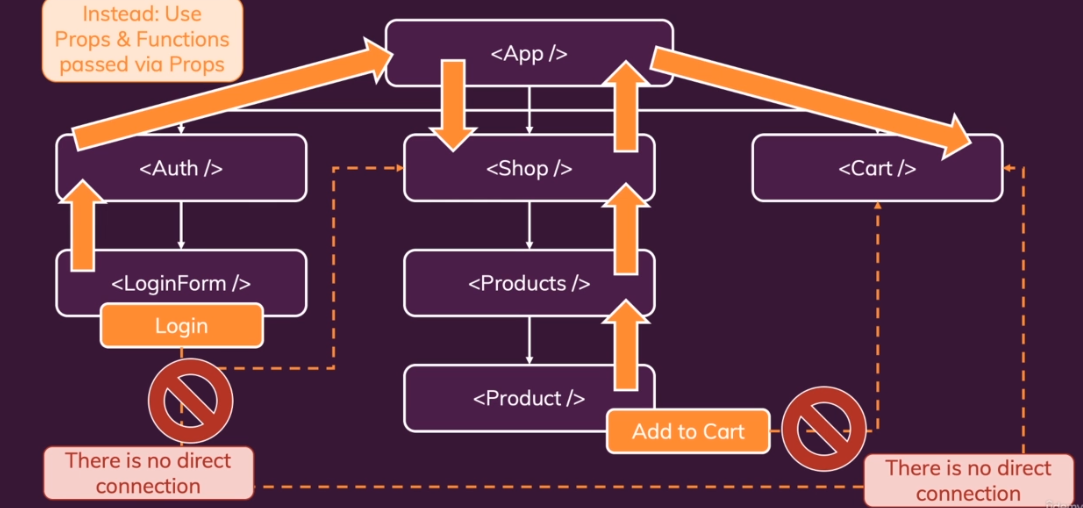 Instead: Use
Props & Functions
passed via Props
<App />
<Auth />
<Shop />
<Cart />
<LoginForm />
<Products />
Login
<Product />
Add to Cart
There is no direct
connection
There is no direct
connection